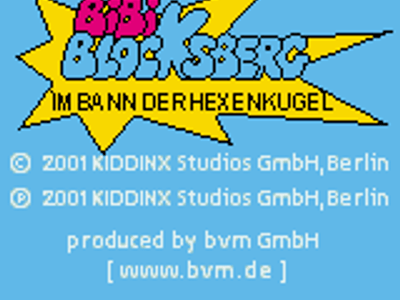 BiBi
BLOCKSBERG
IM BANN DER HEXENKUGEL
© 2001 KIDDINX Studios GmbH, Berlin
℗ 2001 KIDDINX Studios GmbH, Berlin
produced by bvm GmbH
[ www.bvm.de ]